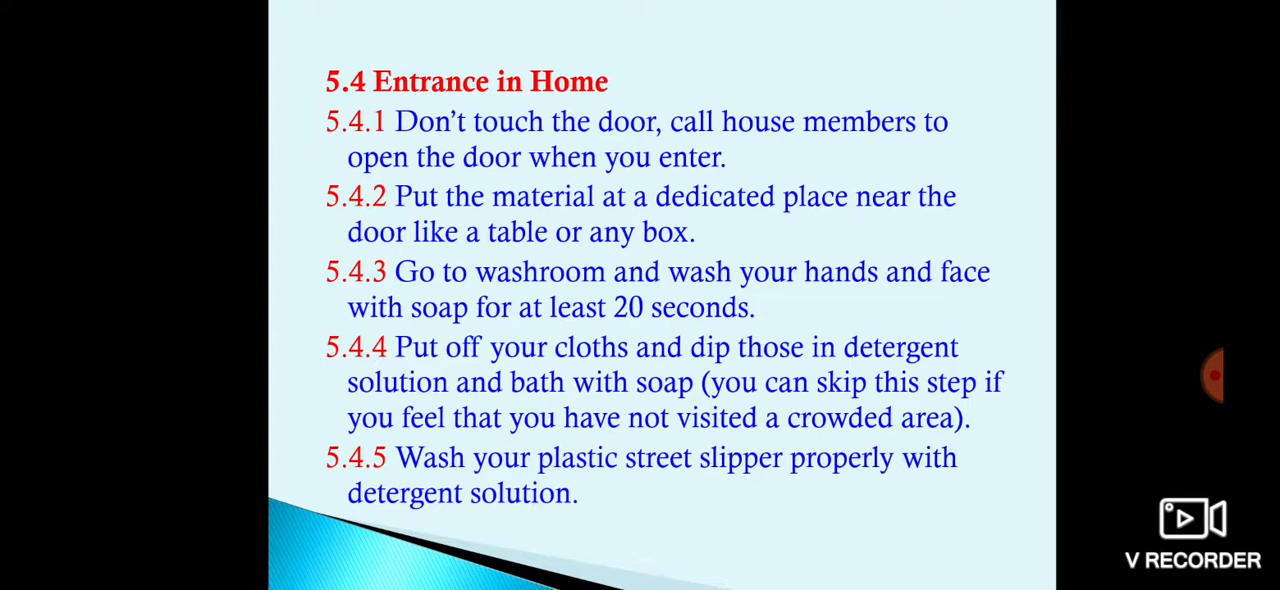 5.4 Entrance in Home
5.4.1 Don't touch the door, call house members to
open the door when you enter.
5.4.2 Put the material at a dedicated place near the
door like a table or any box.
5.4.3 Go to washroom and wash your hands and face
with soap for at least 20 seconds.
5.4.4 Put off your cloths and dip those in detergent
solution and bath with soap (you can skip this step if
you feel that you have not visited a crowded area).
5.4.5 Wash your plastic street slipper properly with
detergent solution.
V RECORDER